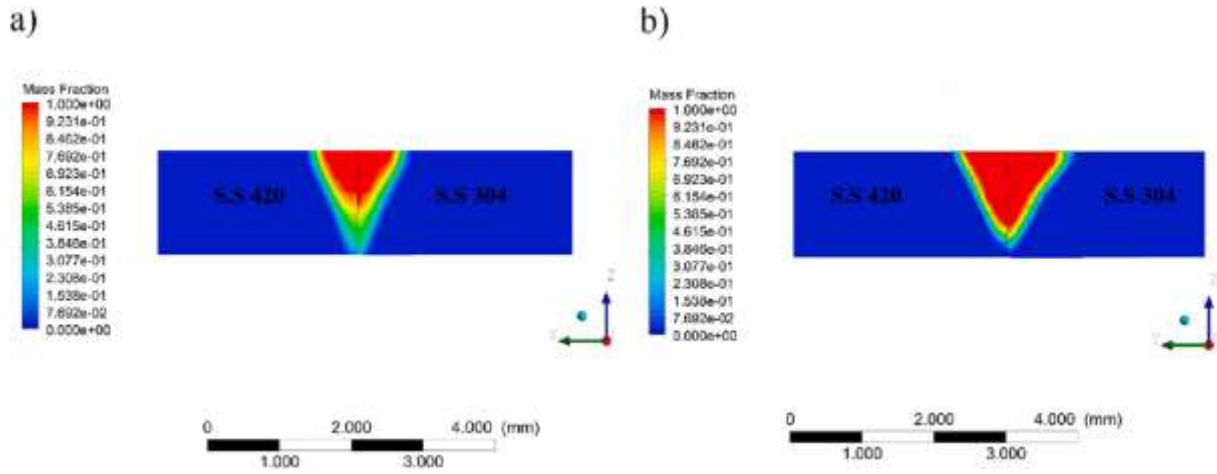 a)
Mass Fraction
1.000e+00
9.231e-01
8.462e-01
7.692e-01
6.923e-01
6.154e-01
5.385e-01
4.615e-01
3.846e-01
3.077e-01
2.308e-01
1.538e-01
7.692e-02
0.000e+00
S.S 420
S.S 304
Z
Y
0 2.000 4.000 (mm)
1.000 3.000
b)
Mass Fraction
1.000e+00
9.231e-01
8.462e-01
7.692e-01
6.923e-01
6.154e-01
5.385e-01
4.615e-01
3.846e-01
3.077e-01
2.308e-01
1.538e-01
7.692e-02
0.000e+00
S.S 420
S.S 304
Z
Y
0 2.000 4.000 (mm)
1.000 3.000